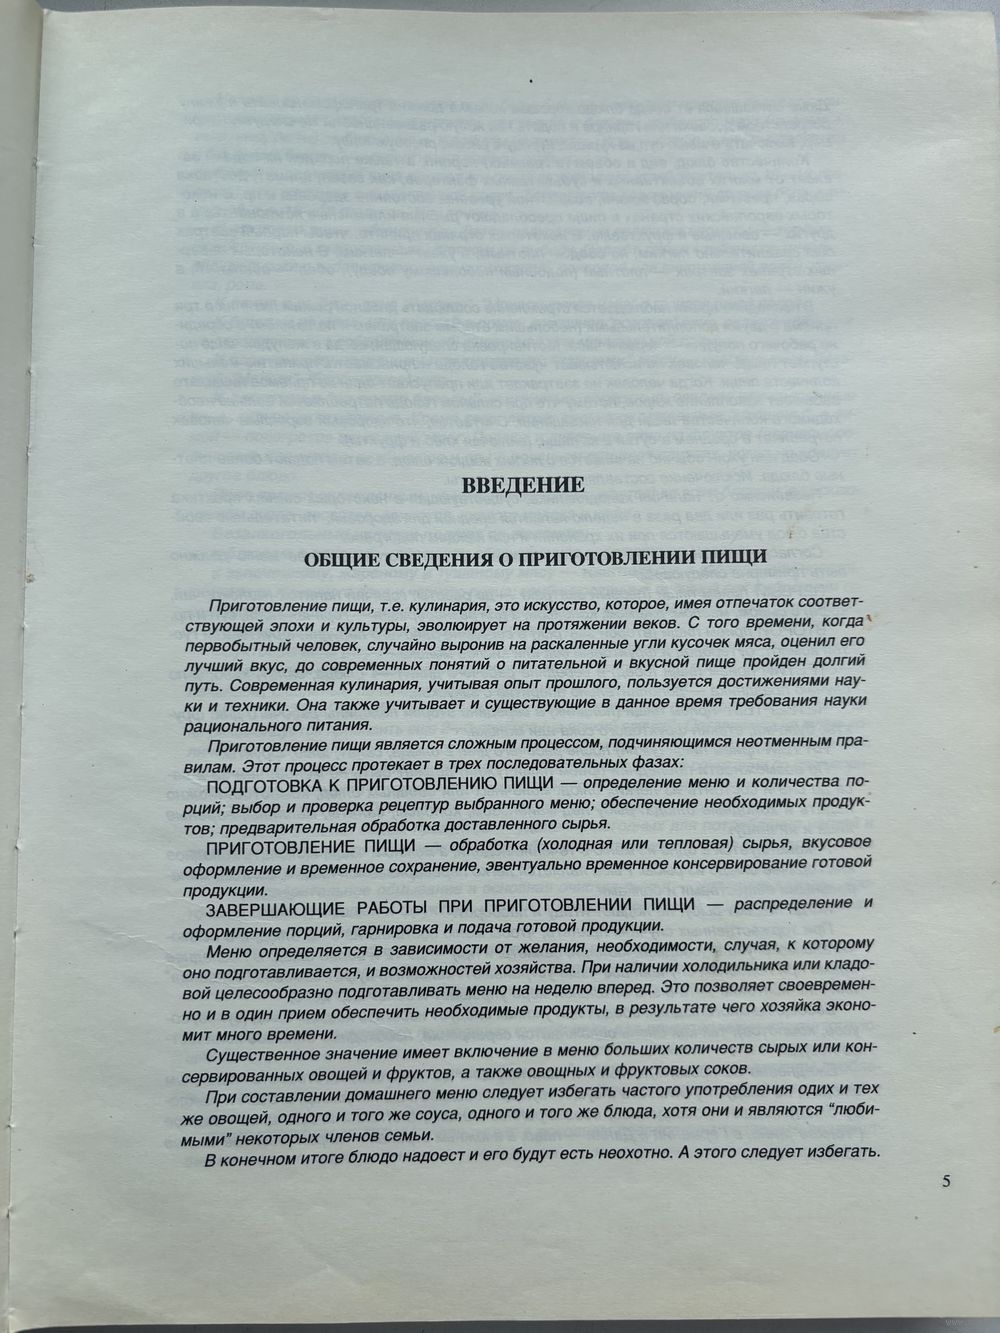 ВВЕДЕНИЕ
ОБЩИЕ СВЕДЕНИЯ О ПРИГОТОВЛЕНИИ ПИЩИ
Приготовление пищи, т.е. кулинария, это искусство, которое, имея отпечаток соответ-
ствующей эпохи и культуры, эволюирует на протяжении веков. С того времени, когда
первобытный человек, случайно выронив на раскаленные угли кусочек мяса, оценил его
лучший вкус, до современных понятий о питательной и вкусной пище пройден долгий
путь. Современная кулинария, учитывая опыт прошлого, пользуется достижениями нау-
ки и техники. Она также учитывает и существующие в данное время требования науки
рационального питания.
Приготовление пищи является сложным процессом, подчиняющимся неотменным пра-
вилам. Этот процесс протекает в трех последовательных фазах:
ПОДГОТОВКА К ПРИГОТОВЛЕНИЮ ПИЩИ — определение меню и количества по-
рций; выбор и проверка рецептур выбранного меню; обеспечение необходимых продук-
тов; предварительная обработка доставленного сырья.
ПРИГОТОВЛЕНИЕ ПИЩИ — обработка (холодная или тепловая) сырья, вкусовое
оформление и временное сохранение, эвентуально временное консервирование готовой
продукции.
ЗАВЕРШАЮЩИЕ РАБОТЫ ПРИ ПРИГОТОВЛЕНИИ ПИЩИ — распределение и
оформление порций, гарнировка и подача готовой продукции.
Меню определяется в зависимости от желания, необходимости, случая, к которому
оно подготавливается, и возможностей хозяйства. При наличии холодильника или кладо-
вой целесообразно подготавливать меню на неделю вперед. Это позволяет своевремен-
но и в один прием обеспечить необходимые продукты, в результате чего хозяйка эконо-
мит много времени.
Существенное значение имеет включение в меню больших количеств сырых или кон-
сервированных овощей и фруктов, а также овощных и фруктовых соков.
При составлении домашнего меню следует избегать частого употребления одих и тех
же овощей, одного и того же соуса, одного и того же блюда, хотя они и являются “люби-
мыми” некоторых членов семьи.
В конечном итоге блюдо надоест и его будут есть неохотно. А этого следует избегать.
5